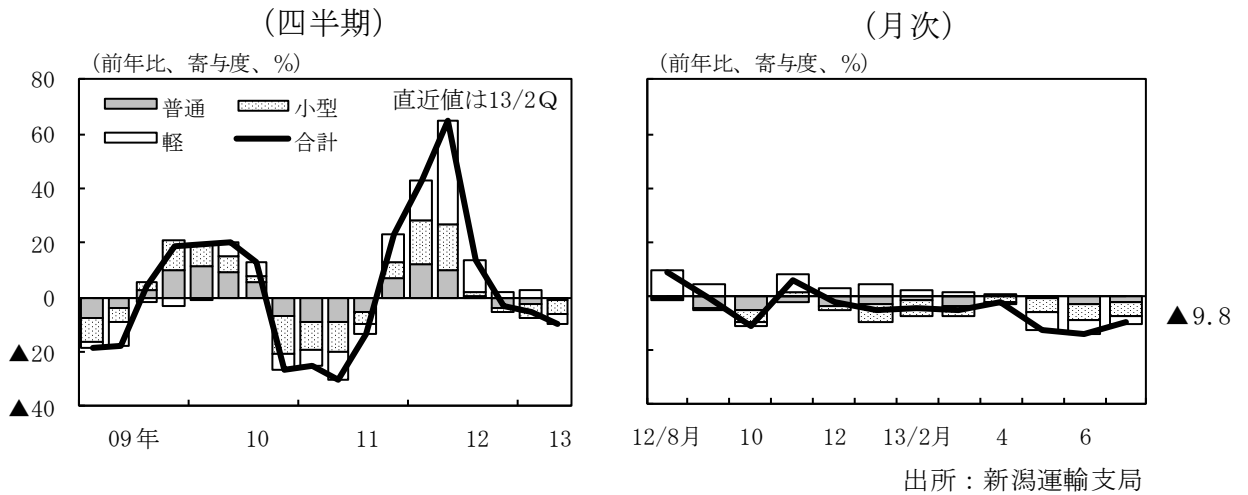 (四半期)
(前年比、寄与度、%)
80
60
40
20
0
▲20
▲40
普通
小型
軽
合計
直近値は13/2Q
09年
10
11
12
13
(月次)
(前年比、寄与度、%)
12/8月
10
12
13/2月
4
6
▲9.8
出所：新潟運輸支局